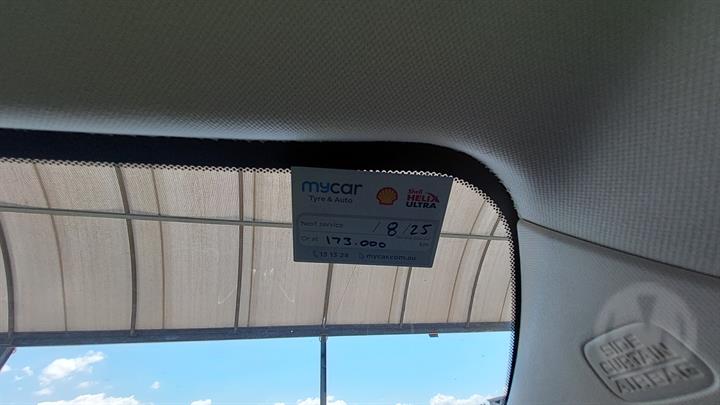 mycar
Tyre & Auto
Shell
HELIX
ULTRA
Next service / 8/25
Or at 173.000 km
13 13 28 mycar.com.au
SIDE
CURTAIN
AIRBAG